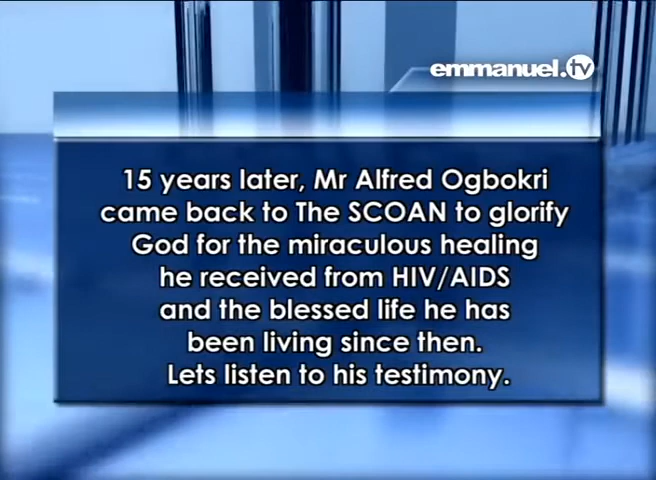 emmanuel.tv
15 years later, Mr Alfred Ogbokri
came back to The SCOAN to glorify
God for the miraculous healing
he received from HIV/AIDS
and the blessed life he has
been living since then.
Lets listen to his testimony.